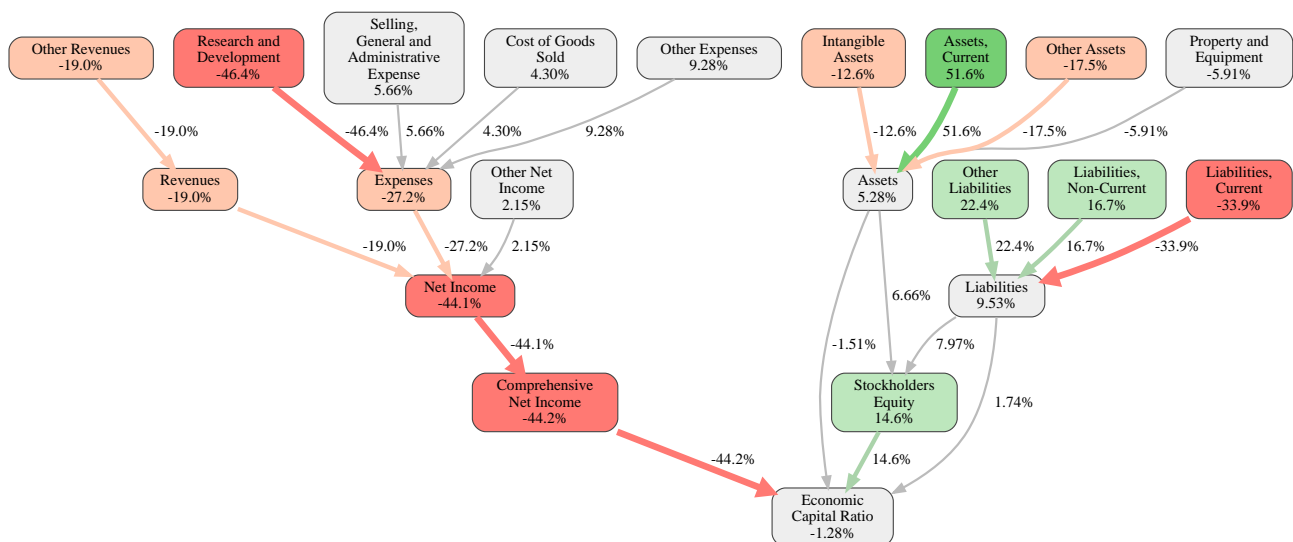 Other Revenues
-19.0%
Research and
Development
-46.4%
Selling,
General and
Administrative
Expense
5.66%
Cost of Goods
Sold
4.30%
Other Expenses
9.28%
Intangible
Assets
-12.6%
Assets,
Current
51.6%
Other Assets
-17.5%
Property and
Equipment
-5.91%
-19.0%
-46.4%
5.66%
4.30%
9.28%
-12.6%
51.6%
-17.5%
-5.91%
Revenues
-19.0%
Expenses
-27.2%
Other Net
Income
2.15%
Assets
5.28%
Other
Liabilities
22.4%
Liabilities,
Non-Current
16.7%
Liabilities,
Current
-33.9%
-19.0%
-27.2%
2.15%
22.4%
16.7%
-33.9%
Net Income
-44.1%
Liabilities
9.53%
6.66%
-44.1%
-1.51%
7.97%
Comprehensive
Net Income
-44.2%
Stockholders
Equity
14.6%
1.74%
-44.2%
14.6%
Economic
Capital Ratio
-1.28%